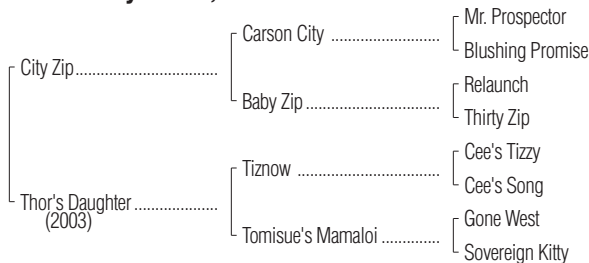 Mr. Prospector
Carson City ....................
Blushing Promise
City Zip..........................
Relaunch
Baby Zip.........................
Thirty Zip
Cee's Tizzy
Tiznow ..........................
Cee's Song
Thor's Daughter ...............
(2003)
Gone West
Tomisue's Mamaloi ...........
Sovereign Kitty